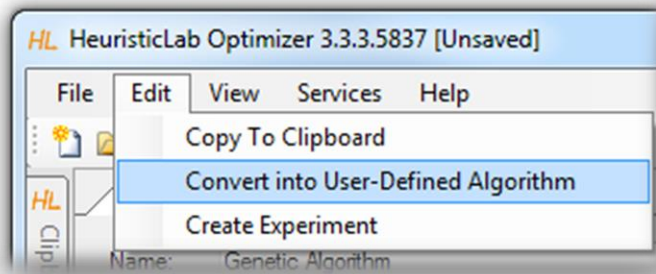 HL HeuristicLab Optimizer 3.3.3.5837 [Unsaved]
File Edit View Services Help
Copy To Clipboard
Convert into User-Defined Algorithm
Create Experiment
HL
Clipb
Name: Genetic Algorithm